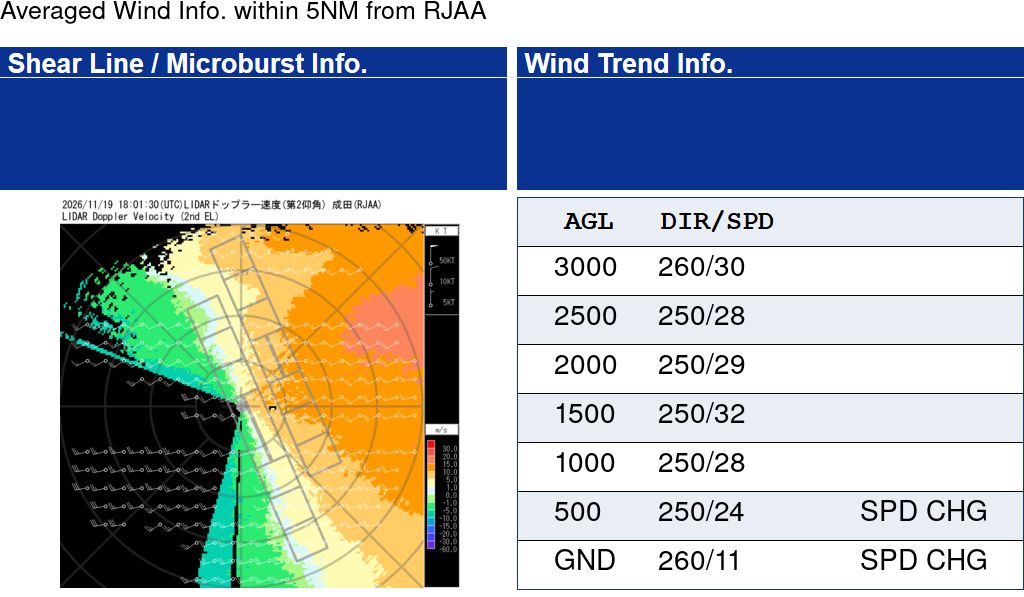 Averaged Wind Info. within 5NM from RJAA
Shear Line / Microburst Info.
Wind Trend Info.
2026/11/19 18:01:30(UTC)LIDARドップラー速度(第2仰角) 成田(RJAA)
LIDAR Doppler Velocity (2nd EL)
K T
50KT
10KT
5KT
m/s
30.0
20.0
15.0
10.0
5.0
1.0
0.0
-1.0
-5.0
-10.0
-15.0
-20.0
-30.0
-60.0
AGL DIR/SPD
3000 260/30
2500 250/28
2000 250/29
1500 250/32
1000 250/28
500 250/24 SPD CHG
GND 260/11 SPD CHG